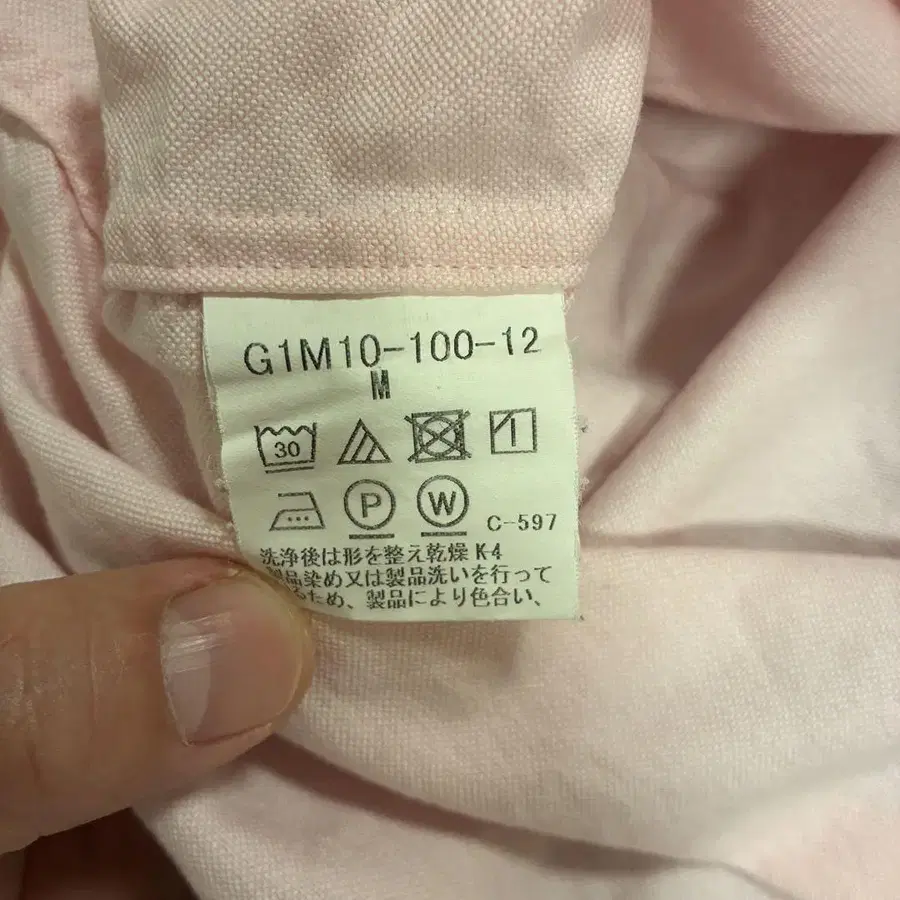 G1M10-100-12
M
30
P W C-597
洗浄後は形を整え乾燥 K-4
品染め又は製品洗いを行って
ため、製品により色合い、